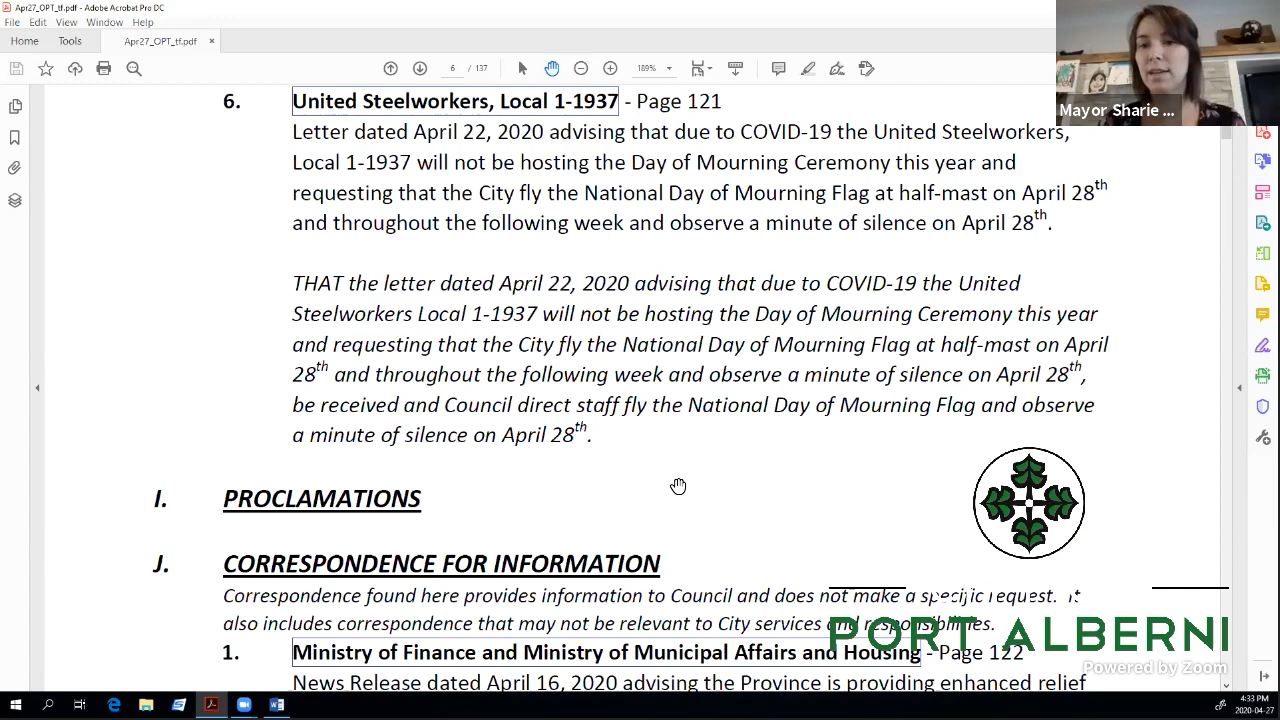 Apr27_OPT_tf.pdf - Adobe Acrobat Pro DC
File Edit View Window Help
Home Tools Apr27_OPT_tf.pdf ×
6 / 137 189%
Mayor Sharie ...
6. United Steelworkers, Local 1-1937 - Page 121
Letter dated April 22, 2020 advising that due to COVID-19 the United Steelworkers,
Local 1-1937 will not be hosting the Day of Mourning Ceremony this year and
requesting that the City fly the National Day of Mourning Flag at half-mast on April 28th
and throughout the following week and observe a minute of silence on April 28th.
THAT the letter dated April 22, 2020 advising that due to COVID-19 the United
Steelworkers Local 1-1937 will not be hosting the Day of Mourning Ceremony this year
and requesting that the City fly the National Day of Mourning Flag at half-mast on April
28th and throughout the following week and observe a minute of silence on April 28th,
be received and Council direct staff fly the National Day of Mourning Flag and observe
a minute of silence on April 28th.
I. PROCLAMATIONS
J. CORRESPONDENCE FOR INFORMATION
Correspondence found here provides information to Council and does not make a specific request. It
also includes correspondence that may not be relevant to City services and responsibilities.
PORT ALBERNI
1. Ministry of Finance and Ministry of Municipal Affairs and Housing - Page 122
Powered by Zoom
News Release dated April 16, 2020 advising the Province is providing enhanced relief
4:33 PM
2020-04-27